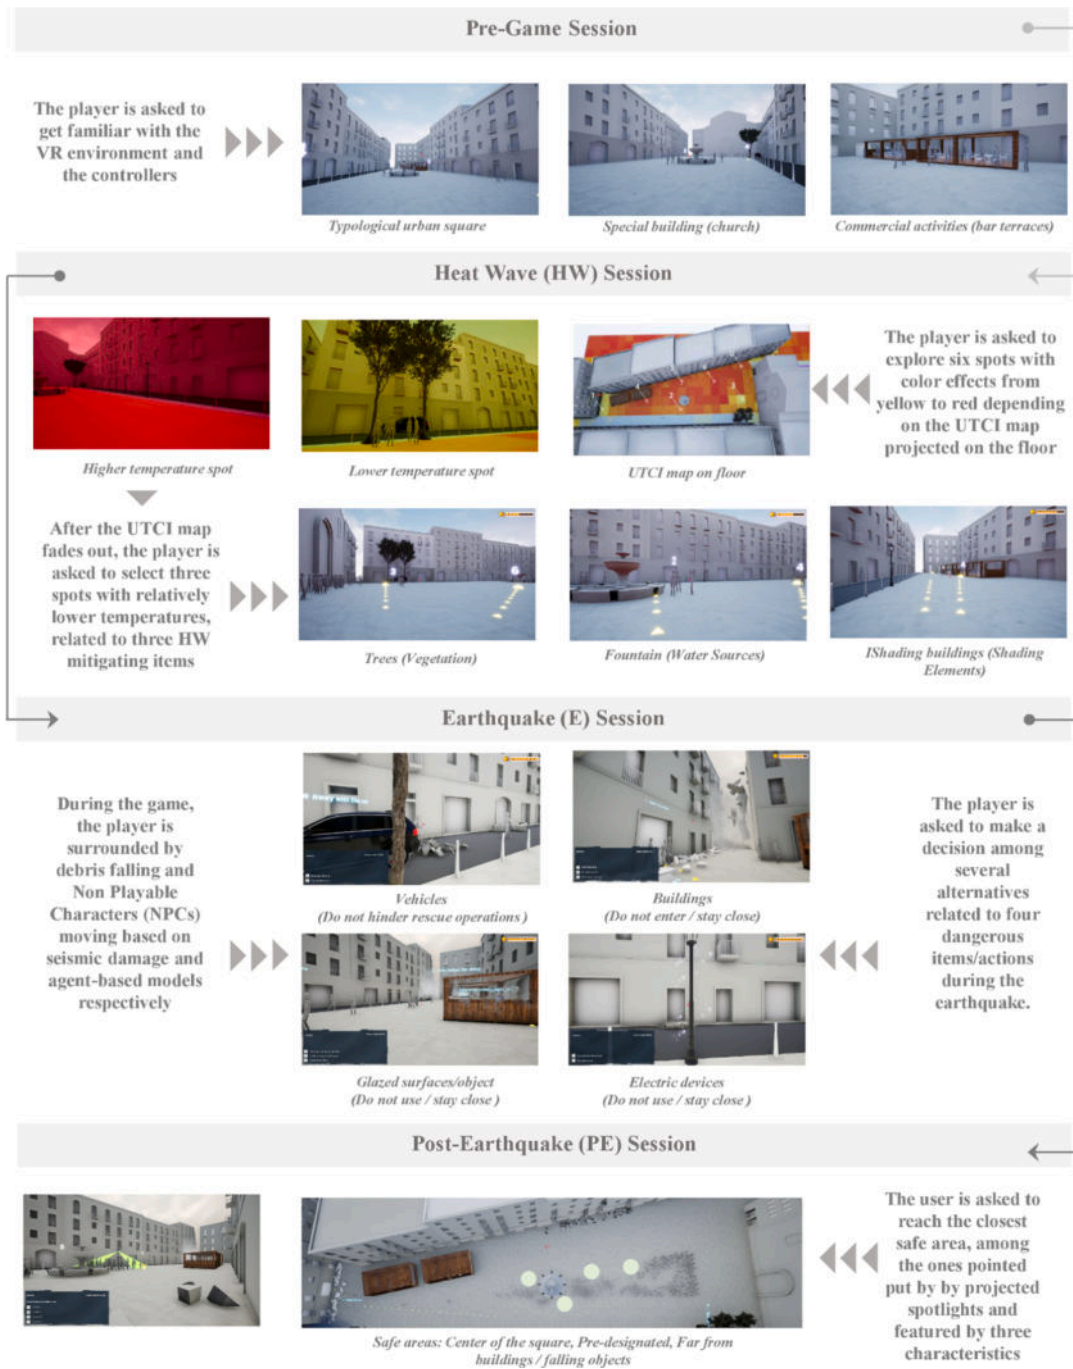 Pre-Game Session
The player is asked to
get familiar with the
VR environment and
the controllers
Typological urban square
Special building (church)
Commercial activities (bar terraces)
Heat Wave (HW) Session
Higher temperature spot
Lower temperature spot
UTCI map on floor
The player is asked to
explore six spots with
color effects from
yellow to red depending
on the UTCI map
projected on the floor
After the UTCI map
fades out, the player is
asked to select three
spots with relatively
lower temperatures,
related to three HW
mitigating items
Trees (Vegetation)
Fountain (Water Sources)
IShading buildings (Shading
Elements)
Earthquake (E) Session
During the game,
the player is
surrounded by
debris falling and
Non Playable
Characters (NPCs)
moving based on
seismic damage and
agent-based models
respectively
Vehicles
(Do not hinder rescue operations )
Buildings
(Do not enter / stay close)
Glazed surfaces/object
(Do not use / stay close )
Electric devices
(Do not use / stay close )
The player is
asked to make a
decision among
several
alternatives
related to four
dangerous
items/actions
during the
earthquake.
Post-Earthquake (PE) Session
Safe areas: Center of the square, Pre-designated, Far from
buildings / falling objects
The user is asked to
reach the closest
safe area, among
the ones pointed
put by by projected
spotlights and
featured by three
characteristics